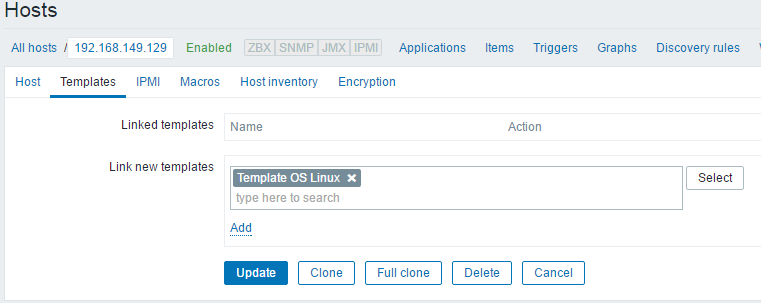 Hosts
All hosts / 192.168.149.129 Enabled ZBX SNMP JMX IPMI Applications Items Triggers Graphs Discovery rules
Host Templates IPMI Macros Host inventory Encryption
Linked templates Name Action
Link new templates
Template OS Linux ✖ Select
type here to search
Add
Update Clone Full clone Delete Cancel